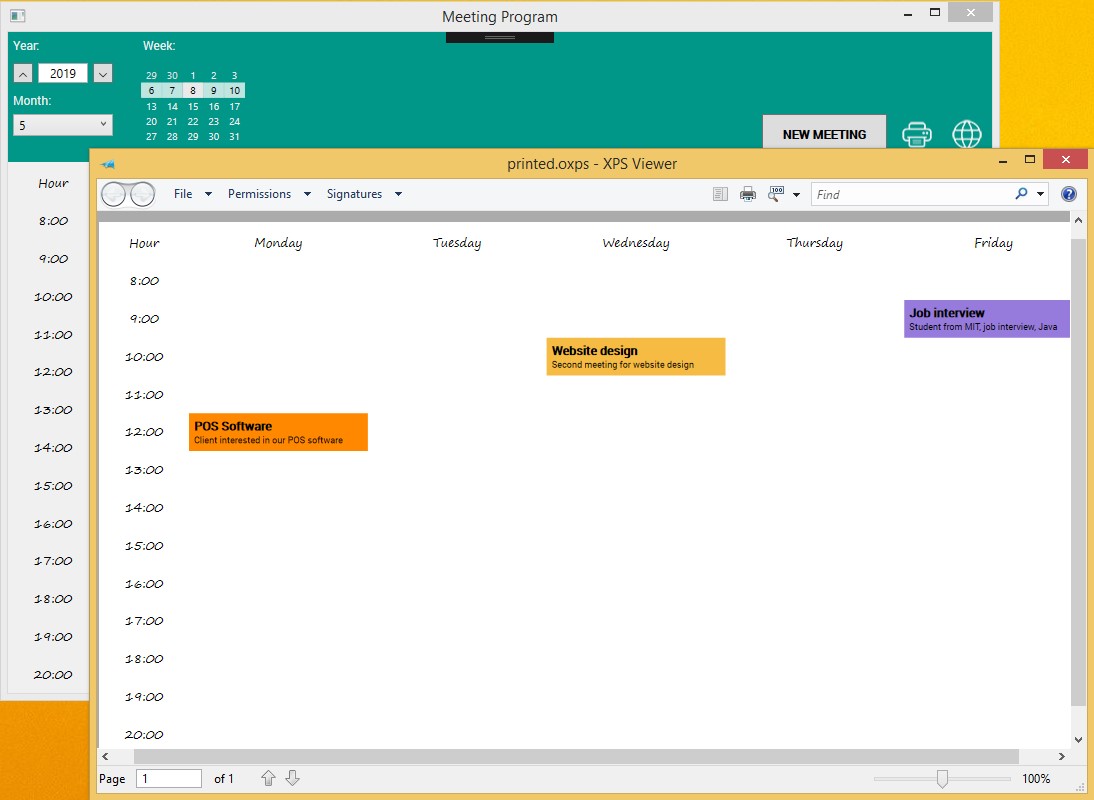 Meeting Program
Year:
Week:
2019
Month:
5
29 30 1 2 3
6 7 8 9 10
13 14 15 16 17
20 21 22 23 24
27 28 29 30 31
NEW MEETING
Hour
8:00
9:00
10:00
11:00
12:00
13:00
14:00
15:00
16:00
17:00
18:00
19:00
20:00
printed.oxps - XPS Viewer
File Permissions Signatures
100
Find
Hour Monday Tuesday Wednesday Thursday Friday
8:00
9:00
Job interview
Student from MIT, job interview, Java
10:00
Website design
Second meeting for website design
11:00
12:00
POS Software
Client interested in our POS software
13:00
14:00
15:00
16:00
17:00
18:00
19:00
20:00
Page 1 of 1
100%